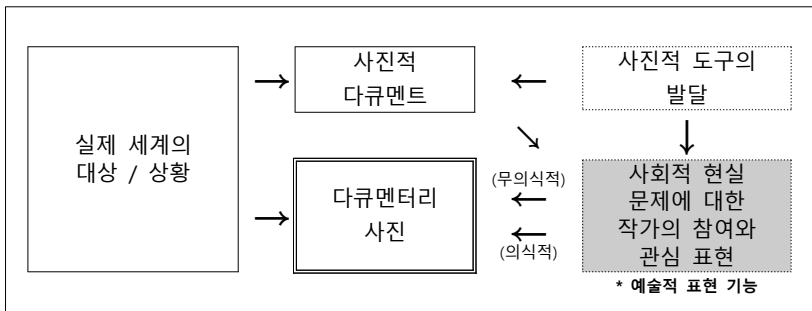 실제 세계의
대상 / 상황
사진적
다큐멘트
사진적 도구의
발달
다큐멘터리
사진
(무의식적)
(의식적)
사회적 현실
문제에 대한
작가의 참여와
관심 표현
* 예술적 표현 기능